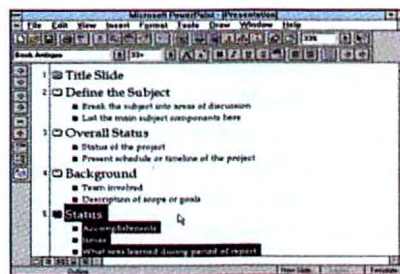 Microsoft PowerPoint - [Presentation]
File Edit View Insert Format Tools Draw Window Help
33%
Book Antiqua
1 Title Slide
2 Define the Subject
Break the subject into areas of discussion
List the main subject components here
3 Overall Status
Status of the project
Present schedule or timeline of the project
4 Background
Team involved
Description of scope or goals
5 Status
Accomplishments
Issues
What was learned during period of report
Outline New Slide